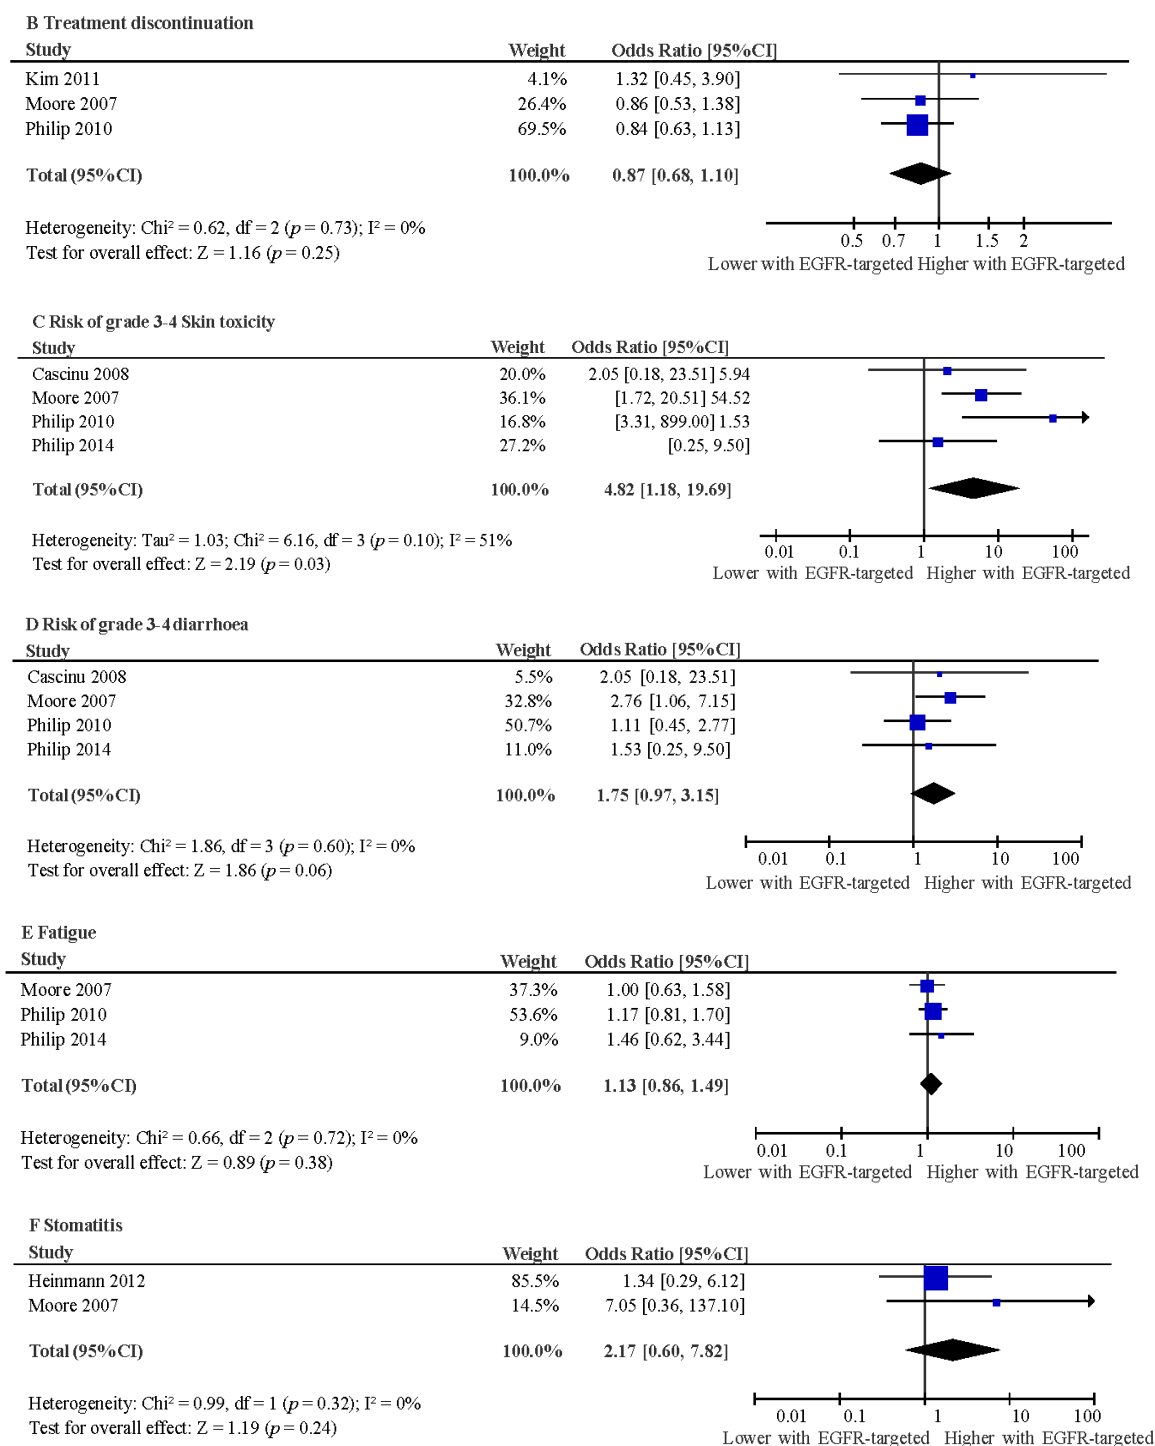 B Treatment discontinuation
Study Weight Odds Ratio [95%CI]
Kim 2011 4.1% 1.32 [0.45, 3.90]
Moore 2007 26.4% 0.86 [0.53, 1.38]
Philip 2010 69.5% 0.84 [0.63, 1.13]
Total (95%CI) 100.0% 0.87 [0.68, 1.10]
Heterogeneity: Chi² = 0.62, df = 2 (p = 0.73); I² = 0%
Test for overall effect: Z = 1.16 (p = 0.25)
0.5 0.7 1 1.5 2
Lower with EGFR-targeted Higher with EGFR-targeted
C Risk of grade 3-4 Skin toxicity
Study Weight Odds Ratio [95%CI]
Cascinu 2008 20.0% 2.05 [0.18, 23.51] 5.94
Moore 2007 36.1% [1.72, 20.51] 54.52
Philip 2010 16.8% [3.31, 899.00] 1.53
Philip 2014 27.2% [0.25, 9.50]
Total (95%CI) 100.0% 4.82 [1.18, 19.69]
Heterogeneity: Tau² = 1.03; Chi² = 6.16, df = 3 (p = 0.10); I² = 51%
Test for overall effect: Z = 2.19 (p = 0.03)
0.01 0.1 1 10 100
Lower with EGFR-targeted Higher with EGFR-targeted
D Risk of grade 3-4 diarrhoea
Study Weight Odds Ratio [95%CI]
Cascinu 2008 5.5% 2.05 [0.18, 23.51]
Moore 2007 32.8% 2.76 [1.06, 7.15]
Philip 2010 50.7% 1.11 [0.45, 2.77]
Philip 2014 11.0% 1.53 [0.25, 9.50]
Total (95%CI) 100.0% 1.75 [0.97, 3.15]
Heterogeneity: Chi² = 1.86, df = 3 (p = 0.60); I² = 0%
Test for overall effect: Z = 1.86 (p = 0.06)
0.01 0.1 1 10 100
Lower with EGFR-targeted Higher with EGFR-targeted
E Fatigue
Study Weight Odds Ratio [95%CI]
Moore 2007 37.3% 1.00 [0.63, 1.58]
Philip 2010 53.6% 1.17 [0.81, 1.70]
Philip 2014 9.0% 1.46 [0.62, 3.44]
Total (95%CI) 100.0% 1.13 [0.86, 1.49]
Heterogeneity: Chi² = 0.66, df = 2 (p = 0.72); I² = 0%
Test for overall effect: Z = 0.89 (p = 0.38)
0.01 0.1 1 10 100
Lower with EGFR-targeted Higher with EGFR-targeted
F Stomatitis
Study Weight Odds Ratio [95%CI]
Heinmann 2012 85.5% 1.34 [0.29, 6.12]
Moore 2007 14.5% 7.05 [0.36, 137.10]
Total (95%CI) 100.0% 2.17 [0.60, 7.82]
Heterogeneity: Chi² = 0.99, df = 1 (p = 0.32); I² = 0%
Test for overall effect: Z = 1.19 (p = 0.24)
0.01 0.1 1 10 100
Lower with EGFR-targeted Higher with EGFR-targeted